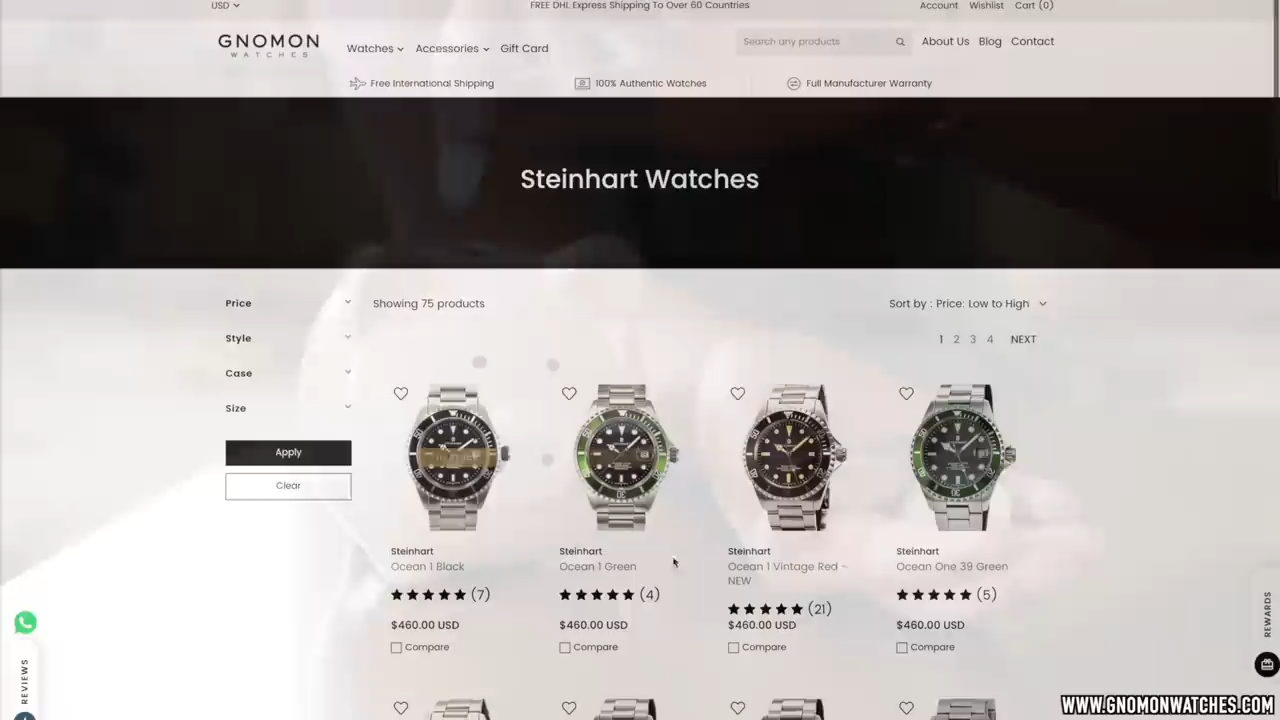 USD
FREE DHL Express Shipping To Over 60 Countries
Account Wishlist Cart (0)
GNOMON
WATCHES
Watches Accessories Gift Card
Search any products
About Us Blog Contact
Free International Shipping
100% Authentic Watches
Full Manufacturer Warranty
Steinhart Watches
Price
Style
Case
Size
Apply
Clear
Showing 75 products
Sort by : Price: Low to High
1 2 3 4 NEXT
Steinhart
Ocean 1 Black
(7)
$460.00 USD
Compare
Steinhart
Ocean 1 Green
(4)
$460.00 USD
Compare
Steinhart
Ocean 1 Vintage Red -
NEW
(21)
$460.00 USD
Compare
Steinhart
Ocean One 39 Green
(5)
$460.00 USD
Compare
REVIEWS
REWARDS
WWW.GNOMONWATCHES.COM